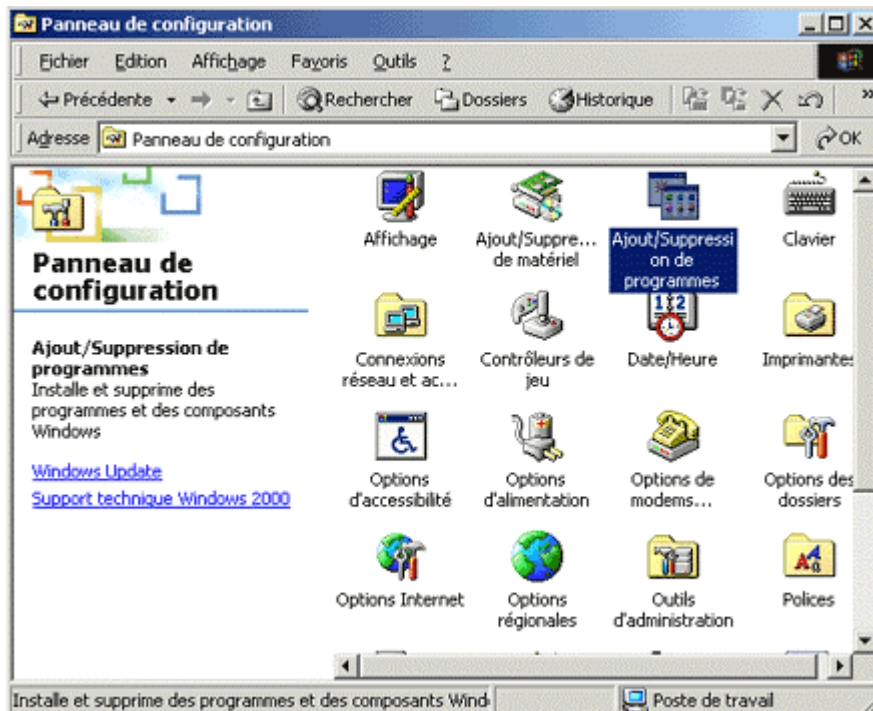 Panneau de configuration
Fichier Edition Affichage Favoris Outils ?
Précédente Rechercher Dossiers Historique »
Adresse Panneau de configuration OK
Panneau de
configuration
Ajout/Suppression de
programmes
Installe et supprime des
programmes et des composants
Windows
Windows Update
Support technique Windows 2000
Affichage
Ajout/Suppre...
de matériel
Ajout/Suppressi
on de
programmes
Clavier
Connexions
réseau et ac...
Contrôleurs de
jeu
Date/Heure
Imprimantes
Options
d'accessibilité
Options
d'alimentation
Options de
modems...
Options des
dossiers
Options Internet
Options
régionales
Outils
d'administration
Polices
Installe et supprime des programmes et des composants Wind
Poste de travail